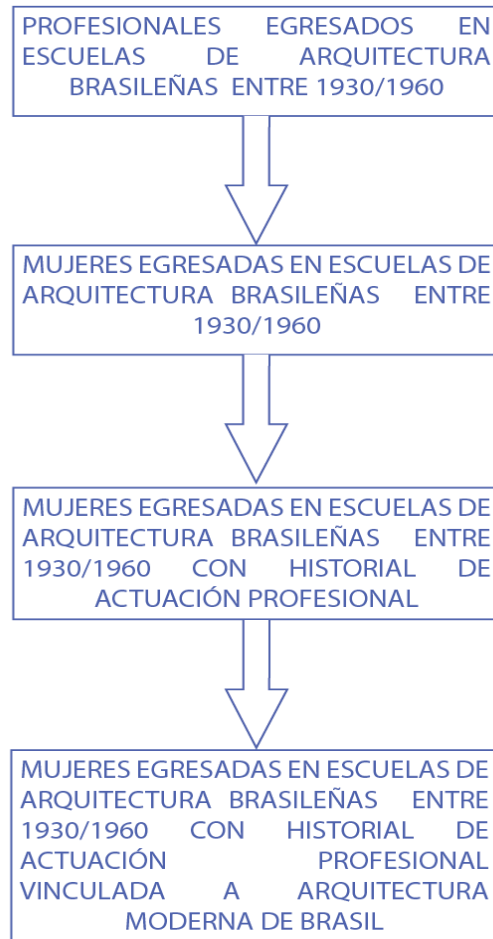 PROFESIONALES EGRESADOS EN
ESCUELAS DE ARQUITECTURA
BRASILEÑAS ENTRE 1930/1960
MUJERES EGRESADAS EN ESCUELAS DE
ARQUITECTURA BRASILEÑAS ENTRE
1930/1960
MUJERES EGRESADAS EN ESCUELAS DE
ARQUITECTURA BRASILEÑAS ENTRE
1930/1960 CON HISTORIAL DE
ACTUACIÓN PROFESIONAL
MUJERES EGRESADAS EN ESCUELAS DE
ARQUITECTURA BRASILEÑAS ENTRE
1930/1960 CON HISTORIAL DE
ACTUACIÓN PROFESIONAL
VINCULADA A ARQUITECTURA
MODERNA DE BRASIL